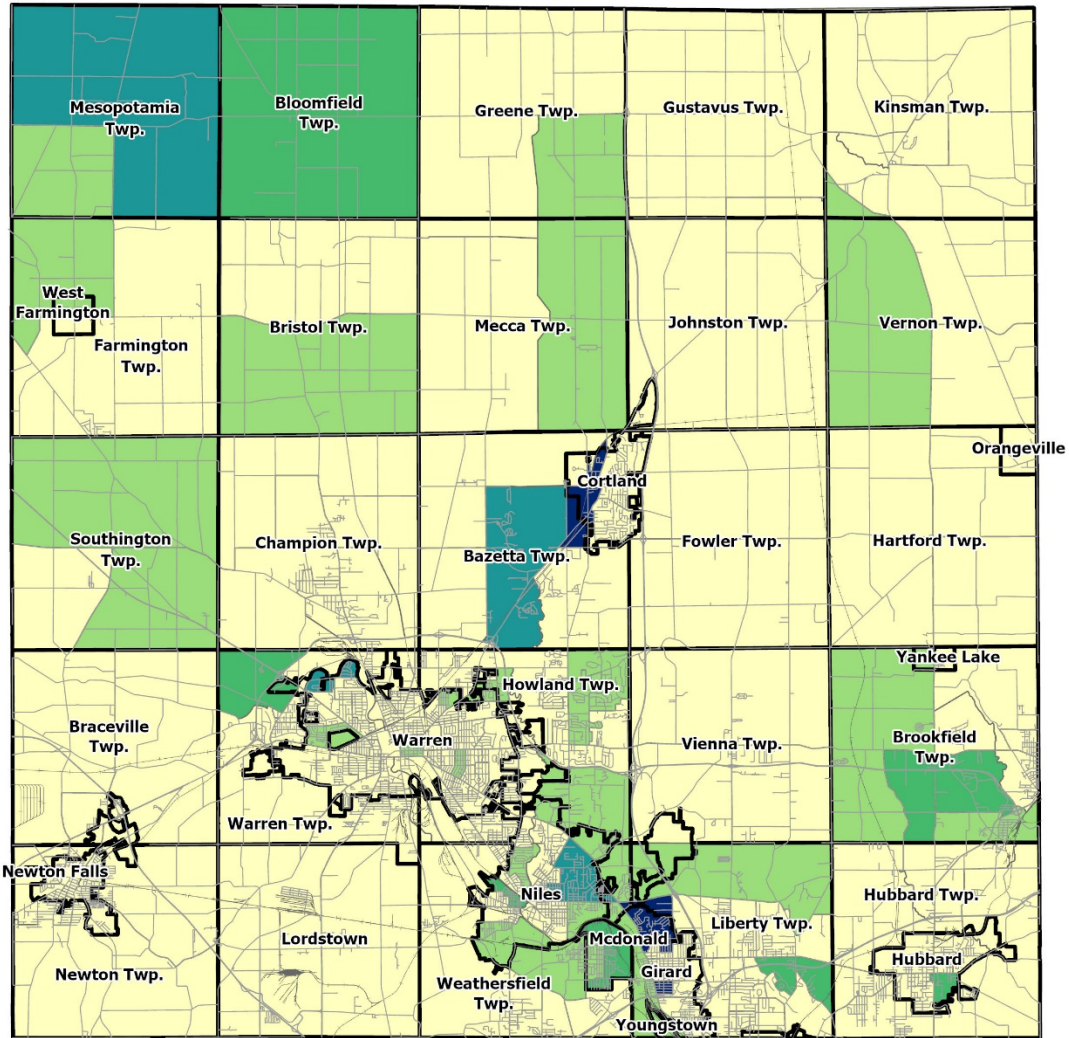 Mesopotamia
Twp.
Bloomfield
Twp.
Greene Twp.
Gustavus Twp.
Kinsman Twp.
West
Farmington
Farmington
Twp.
Bristol Twp.
Mecca Twp.
Johnston Twp.
Vernon Twp.
Orangeville
Cortland
Southington
Twp.
Champion Twp.
Bazetta Twp.
Fowler Twp.
Hartford Twp.
Yankee Lake
Howland Twp.
Braceville
Twp.
Warren
Vienna Twp.
Brookfield
Twp.
Warren Twp.
Newton Falls
Niles
Hubbard Twp.
Liberty Twp.
Lordstown
Mcdonald
Hubbard
Newton Twp.
Weathersfield
Twp.
Girard
Youngstown